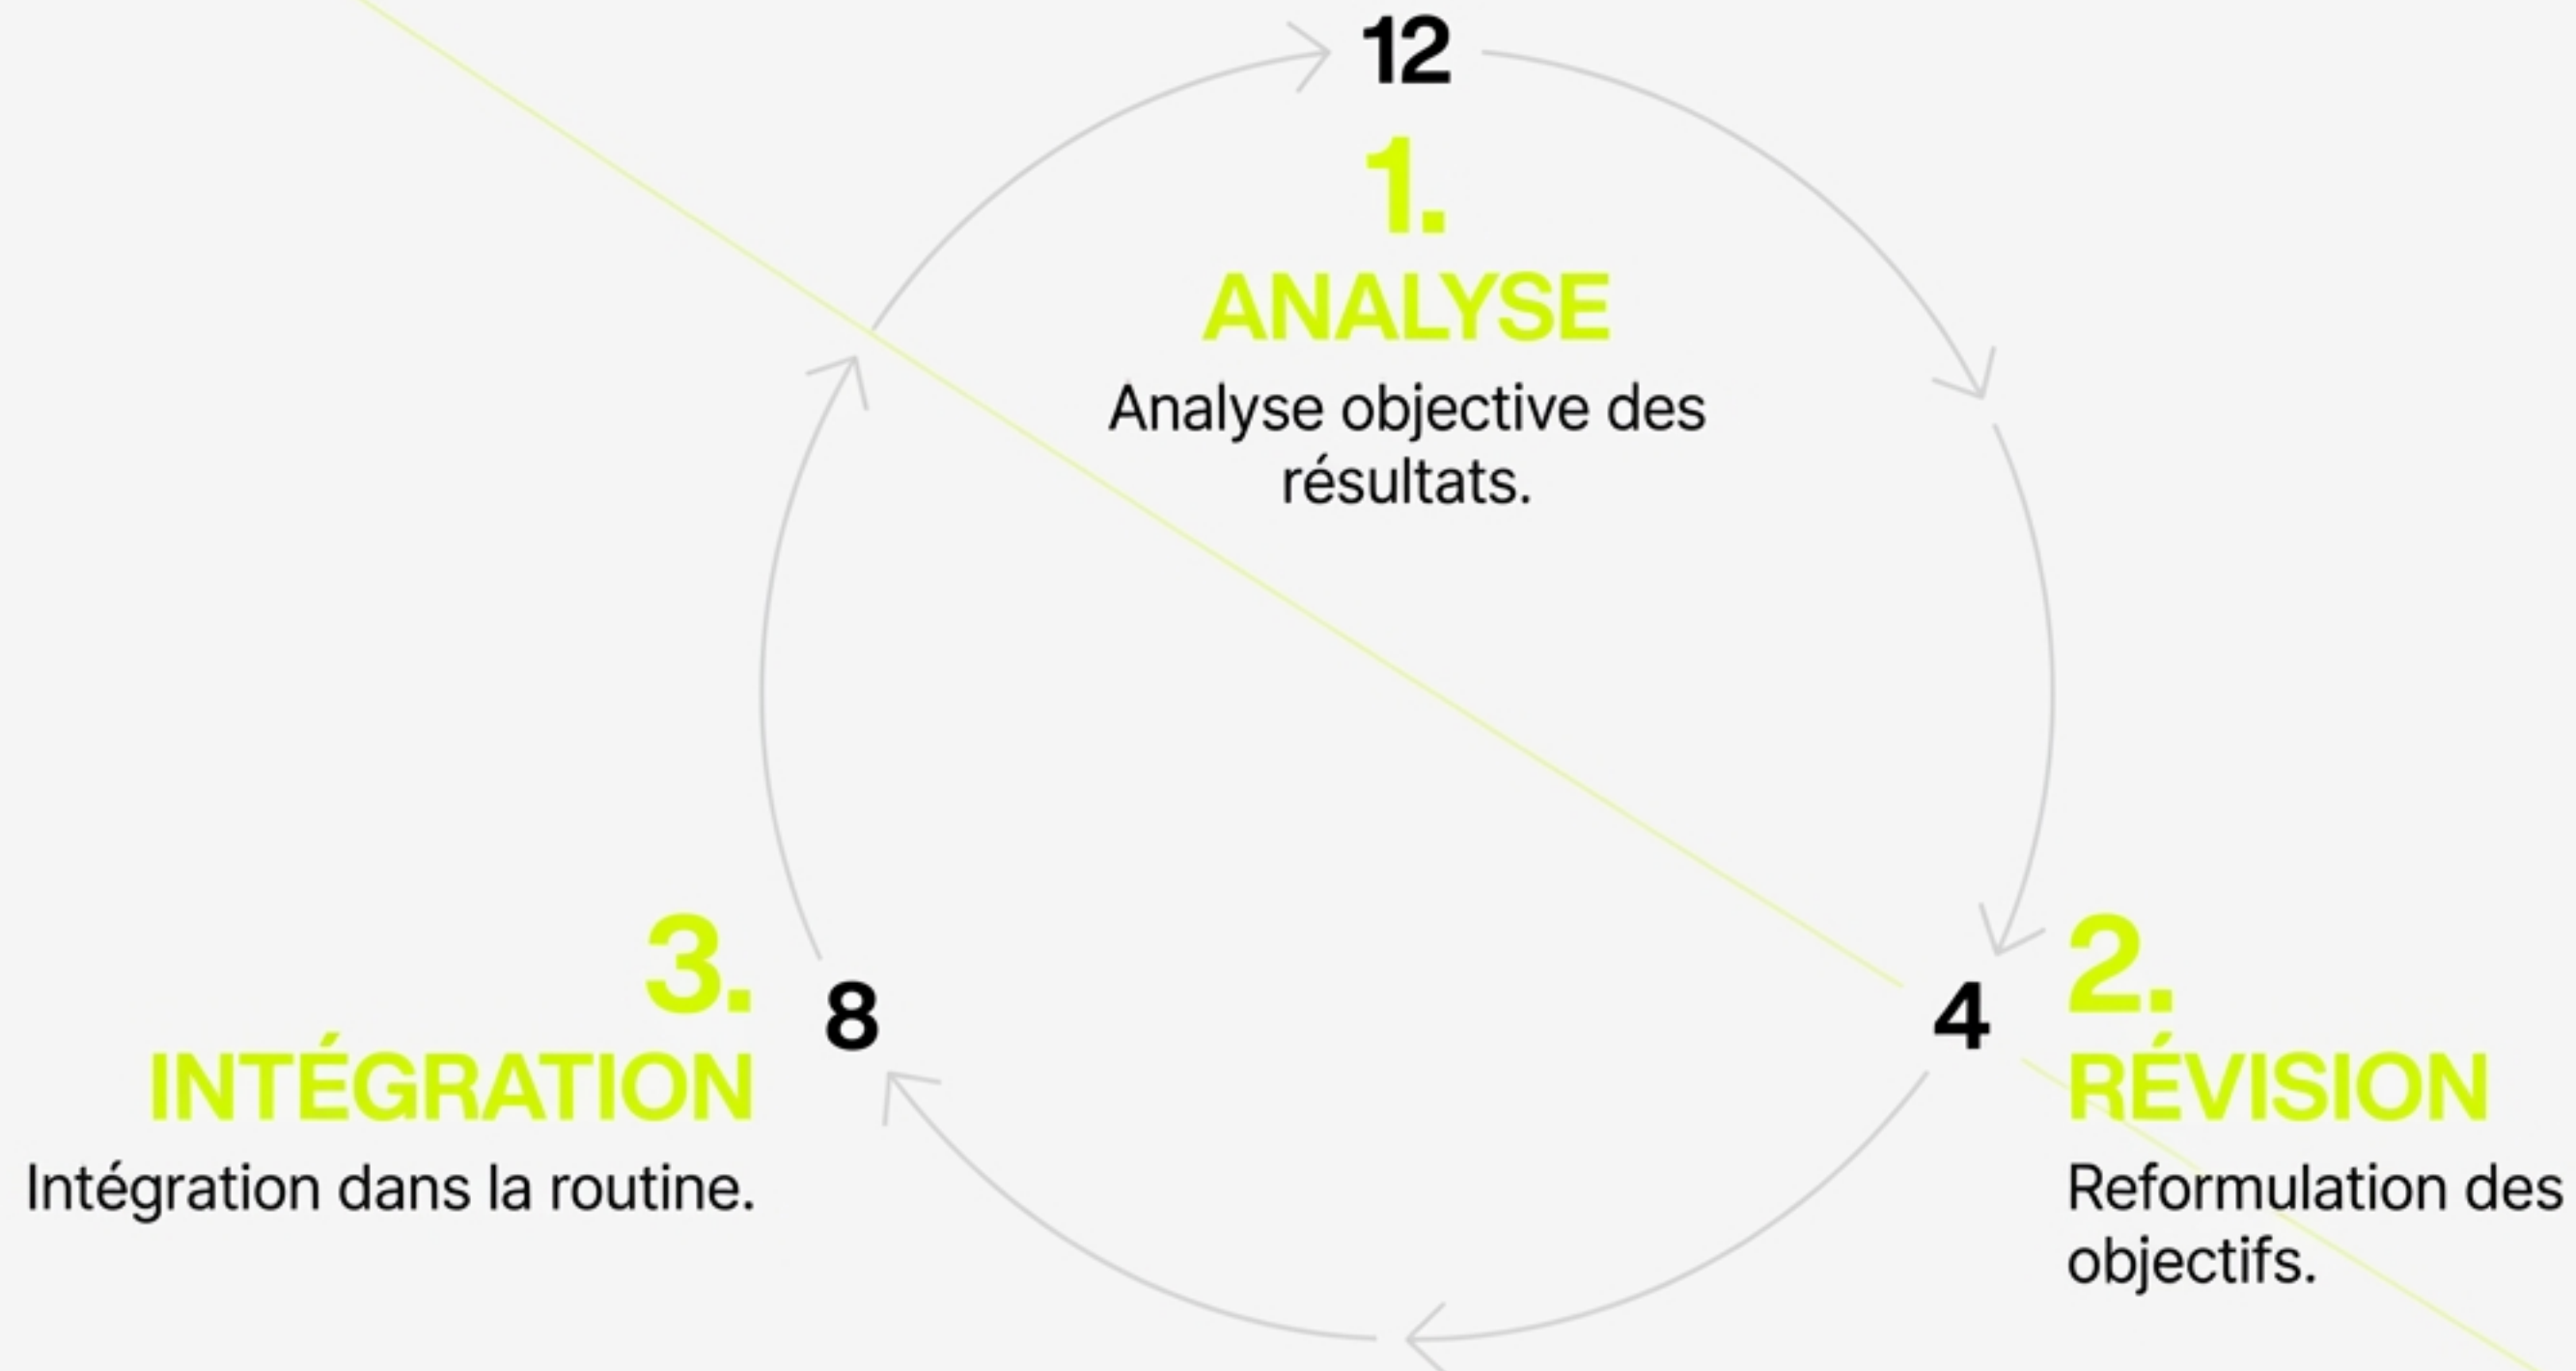 12
1.
ANALYSE
Analyse objective des
résultats.
4
2.
RÉVISION
Reformulation des
objectifs.
8
3.
INTÉGRATION
Intégration dans la routine.